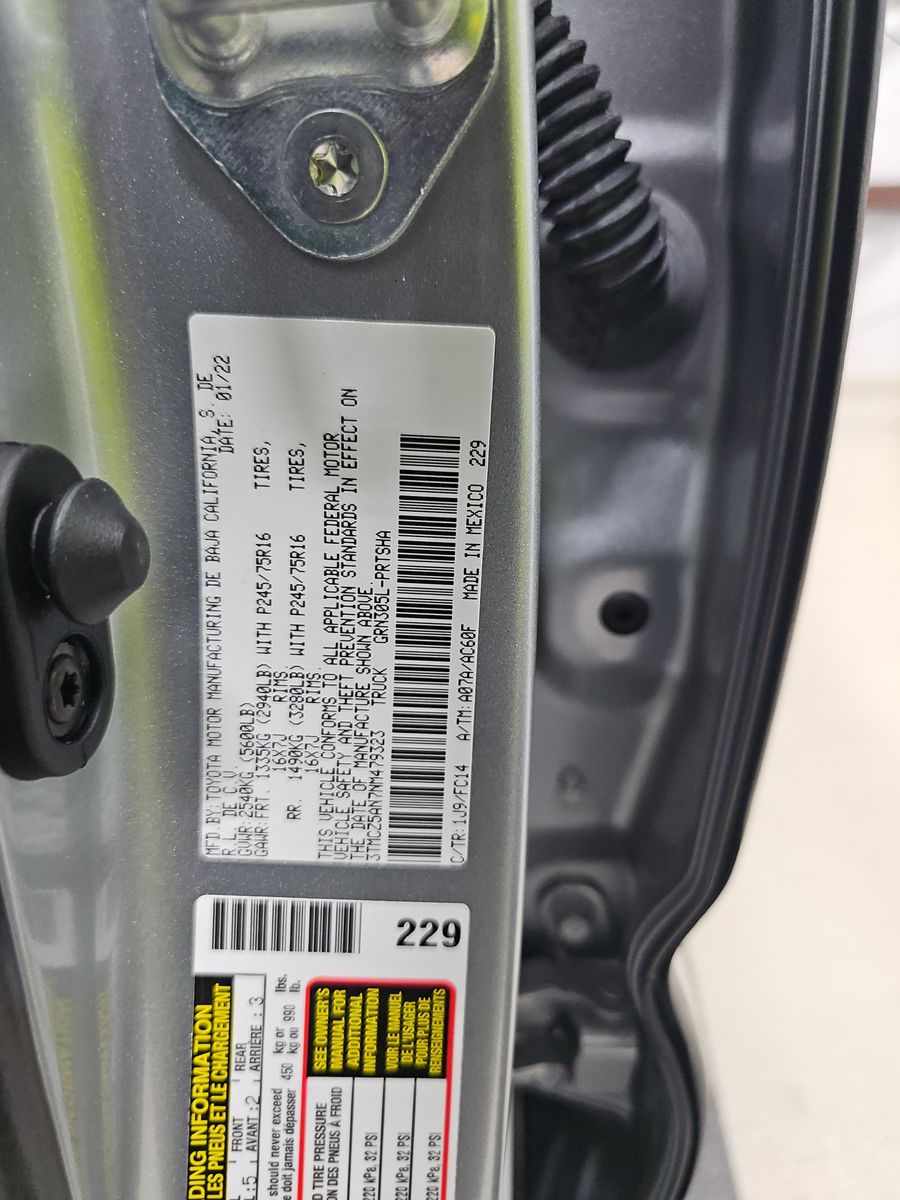 MFD.BY:TOYOTA MOTOR MANUFACTURING DE BAJA CALIFORNIA, S. DE
R.L. DE C.V. DATE: 01/22
GVWR:2540KG (5600LB)
GAWR:FRT. 1335KG (2940LB) WITH P245/75R16 TIRES,
16X7J RIMS
RR. 1490KG (3280LB) WITH P245/75R16 TIRES,
16X7J RIMS
THIS VEHICLE CONFORMS TO ALL APPLICABLE FEDERAL MOTOR
VEHICLE SAFETY AND THEFT PREVENTION STANDARDS IN EFFECT ON
THE DATE OF MANUFACTURE SHOWN ABOVE.
3TMCZ5AN7NM479323 TRUCK GRN305L-PRTSHA
C/TR:1J9/FC14 A/TM:A07A/AC60F MADE IN MEXICO 229
229
DING INFORMATION
LES PNEUS ET LE CHARGEMENT
FRONT REAR
L:5 AVANT :2 ARRIÈRE : 3
should never exceed 450 kg or 990 lbs.
e doit jamais dépasser kg ou lb.
D TIRE PRESSURE
ON DES PNEUS À FROID
220 kPa, 32 PSI
220 kPa, 32 PSI
220 kPa, 32 PSI
SEE OWNER'S
MANUAL FOR
ADDITIONAL
INFORMATION
VOIR LE MANUEL
DE L'USAGER
POUR PLUS DE
RENSEIGNEMENTS